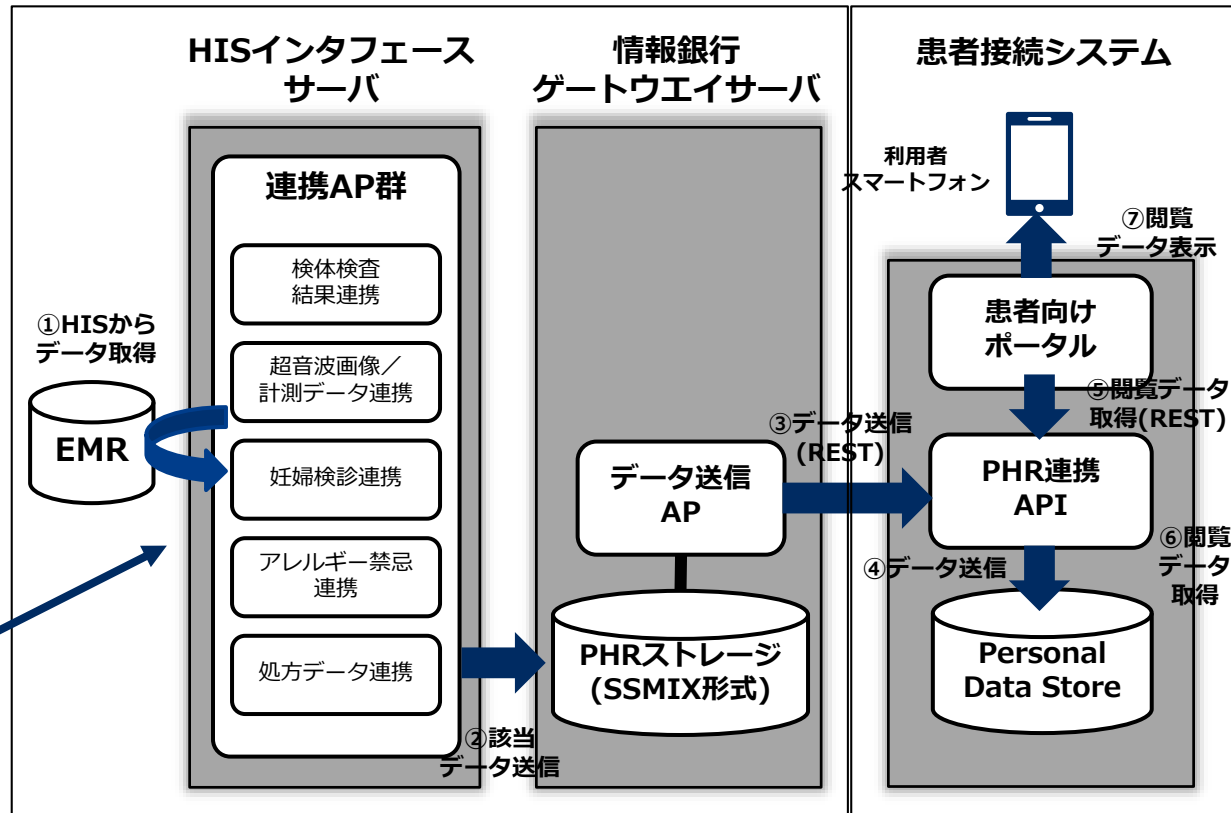 HISインタフェース
サーバ
情報銀行
ゲートウエイサーバ
患者接続システム
連携AP群
検体検査
結果連携
超音波画像／
計測データ連携
妊婦検診連携
アレルギー禁忌
連携
処方データ連携
①HISから
データ取得
EMR
②該当
データ送信
データ送信
AP
PHRストレージ
(SSMIX形式)
③データ送信
(REST)
利用者
スマートフォン
⑦閲覧
データ表示
患者向け
ポータル
⑤閲覧データ
取得(REST)
PHR連携
API
④データ送信
⑥閲覧
データ
取得
Personal
Data Store